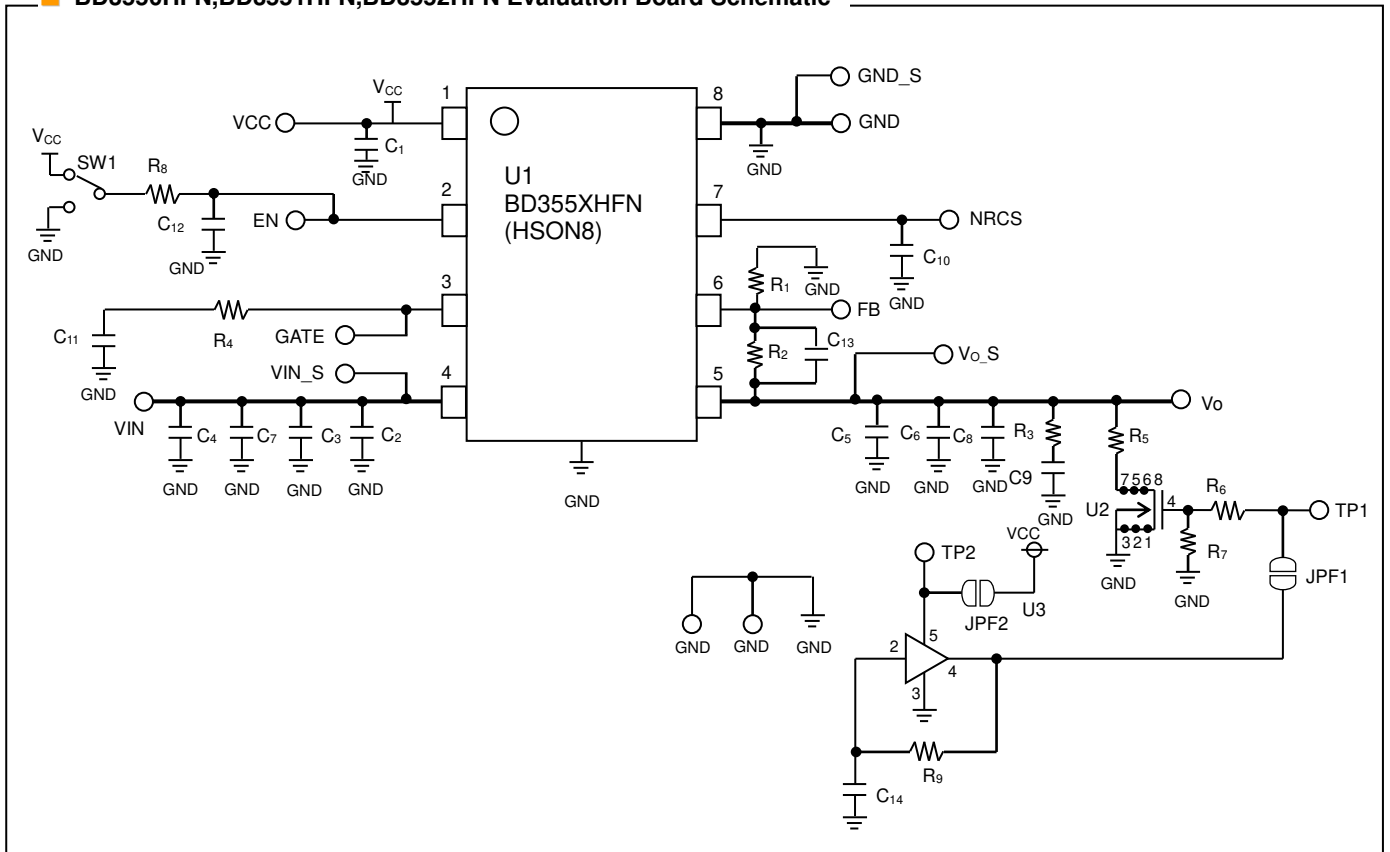 BD3550HFN,BD3551HFN,BD3552HFN Evaluation Board Schematic
GND_S
VCC
1
8
VCC
GND
C1
GND
GND
VCC
SW1
R8
U1
BD355XHFN
(HSON8)
2
7
EN
NRCS
C12
GND
GND
C10
GND
R1
GND
3
6
FB
C11
R4
GATE
R2
C13
GND
VIN_S
VO_S
4
5
VIN
Vo
C4
C7
C3
C2
C5
C6
C8
R3
R5
GND
GND
GND
GND
GND
GND
GND
GND
C9
GND
7568
U2
4
R6
TP1
321
R7
GND
GND
VCC
TP2
JPF1
JPF2
U3
GND
GND
GND
2
5
4
3
R9
C14